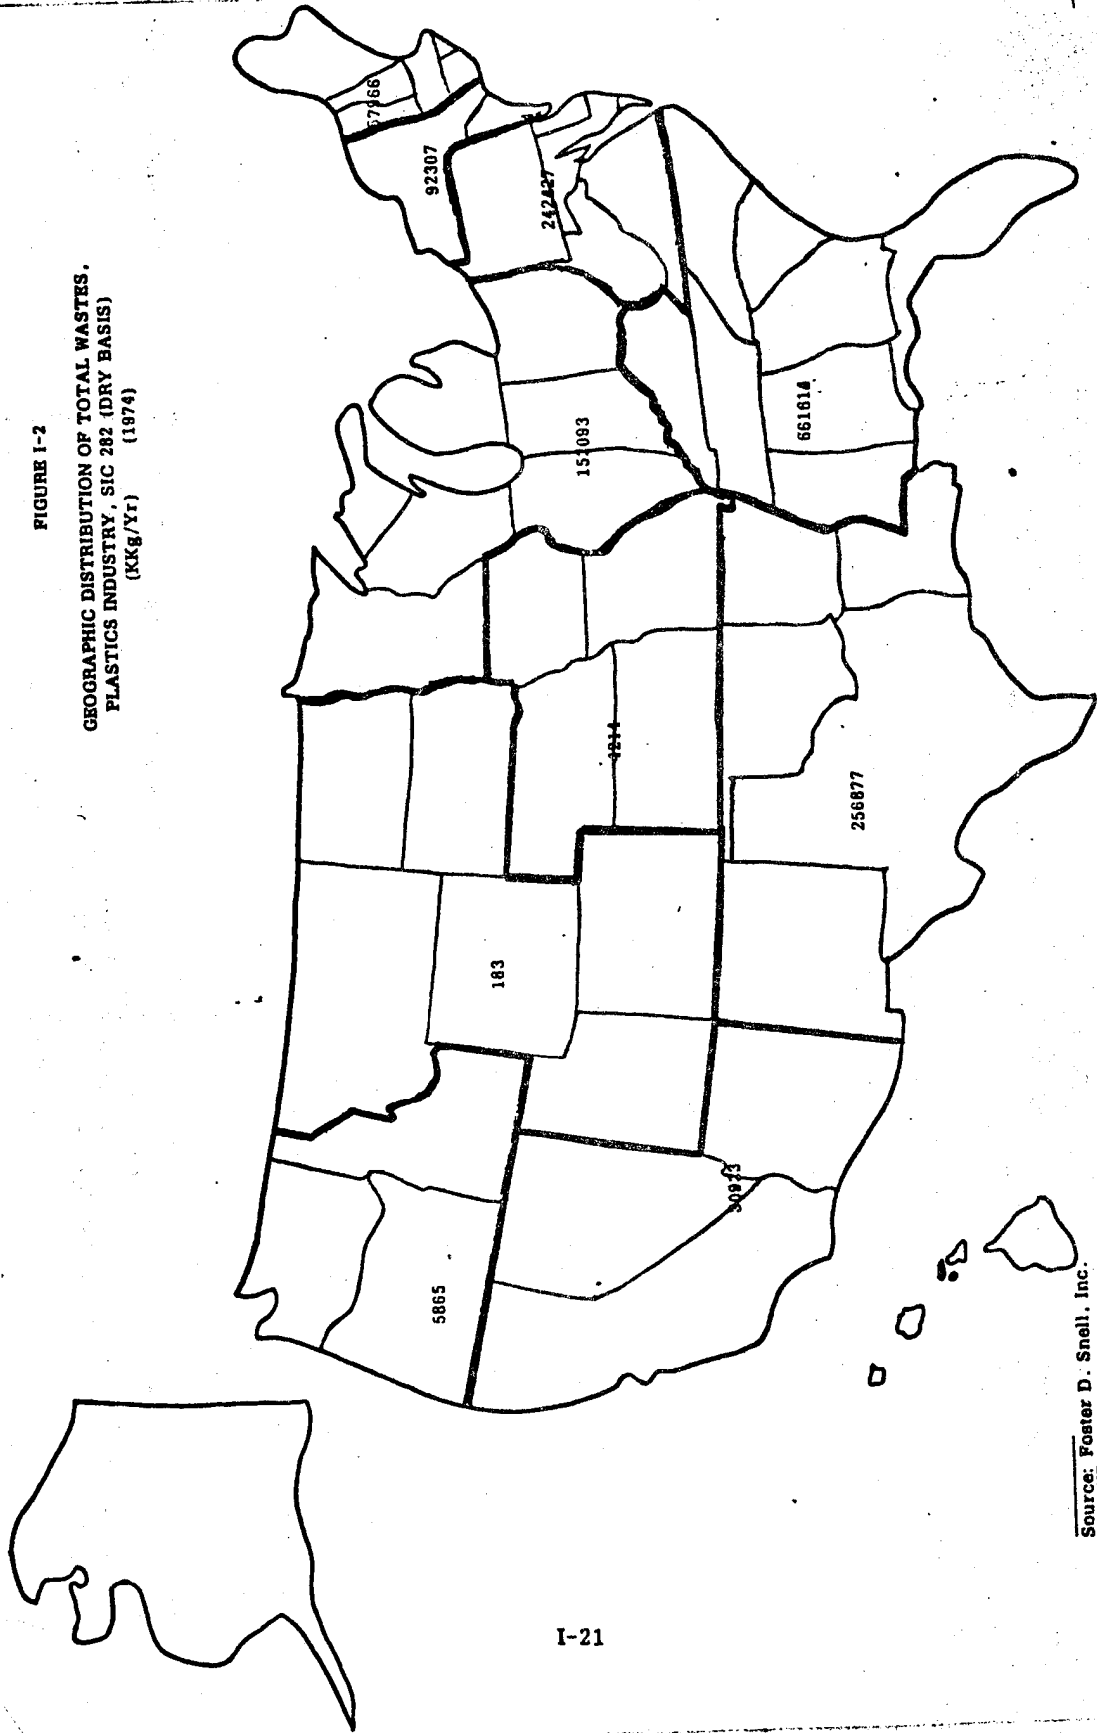 FIGURE I-2
GEOGRAPHIC DISTRIBUTION OF TOTAL WASTES,
PLASTICS INDUSTRY, SIC 282 (DRY BASIS)
(1974)
(KKg/Yr)
5865
183
92307
256877
661614
242427
Source: Foster D. Snell, Inc.
I-21